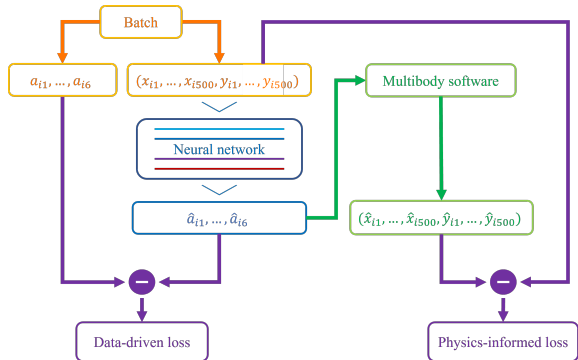 Batch
a_{i1}, …, a_{i6}
(x_{i1}, …, x_{i500}, y_{i1}, …, y_{i500})
Multibody software
Neural network
â_{i1}, …, â_{i6}
(x̂_{i1}, …, x̂_{i500}, ŷ_{i1}, …, ŷ_{i500})
Data-driven loss
Physics-informed loss